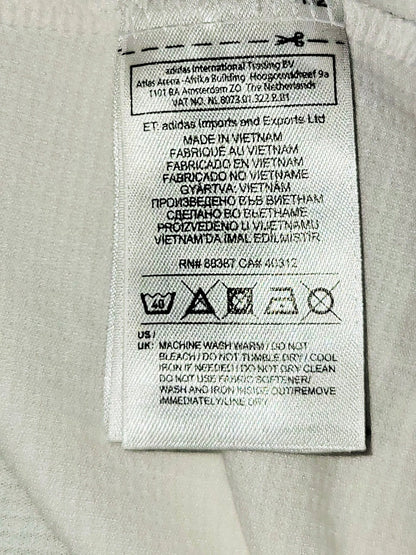 adidas International Trading BV
Atlas Arena - Afrika Building Hoogoorddreef 9a
1101 BA Amsterdam ZO The Netherlands
VAT NO. NL 8023.01.322.B.01
ET: adidas Imports and Exports Ltd
MADE IN VIETNAM
FABRIQUÉ AU VIETNAM
FABRICADO EN VIETNAM
FABRICADO NO VIETNAME
GYÁRTVA: VIETNÁM
ПРОИЗВЕДЕНО ВЪВ ВИЕТНАМ
СДЕЛАНО ВО ВЬЕТНАМЕ
PROIZVEDENO U VIJETNAMU
VIETNAM'DA İMAL EDİLMİŞTİR
RN# 88387 CA# 40312
40
US /
UK: MACHINE WASH WARM / DO NOT
BLEACH / DO NOT TUMBLE DRY / COOL
IRON IF NEEDED / DO NOT DRY CLEAN
DO NOT USE FABRIC SOFTENER/
WASH AND IRON INSIDE OUT/REMOVE
IMMEDIATELY/LINE DRY